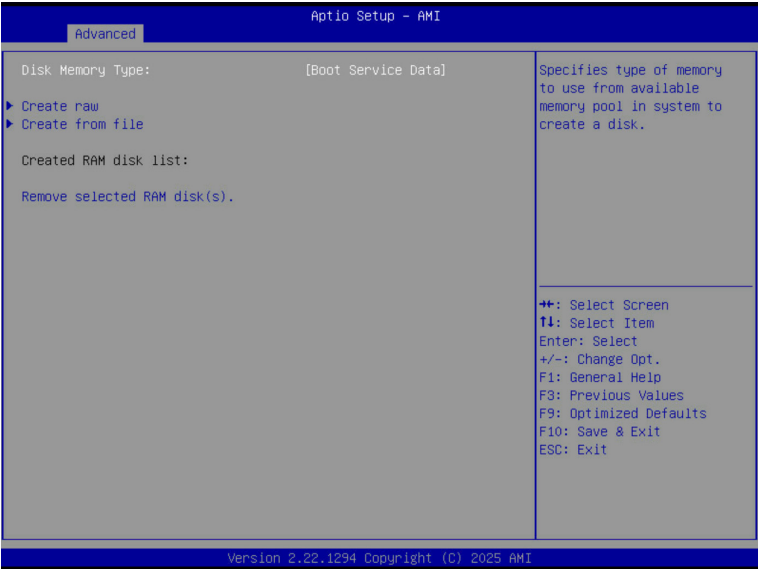 Aptio Setup – AMI
Advanced
Disk Memory Type: [Boot Service Data]
Create raw
Create from file
Created RAM disk list:
Remove selected RAM disk(s).
Specifies type of memory
to use from available
memory pool in system to
create a disk.
→←: Select Screen
↑↓: Select Item
Enter: Select
+/-: Change Opt.
F1: General Help
F3: Previous Values
F9: Optimized Defaults
F10: Save & Exit
ESC: Exit
Version 2.22.1294 Copyright (C) 2025 AMI